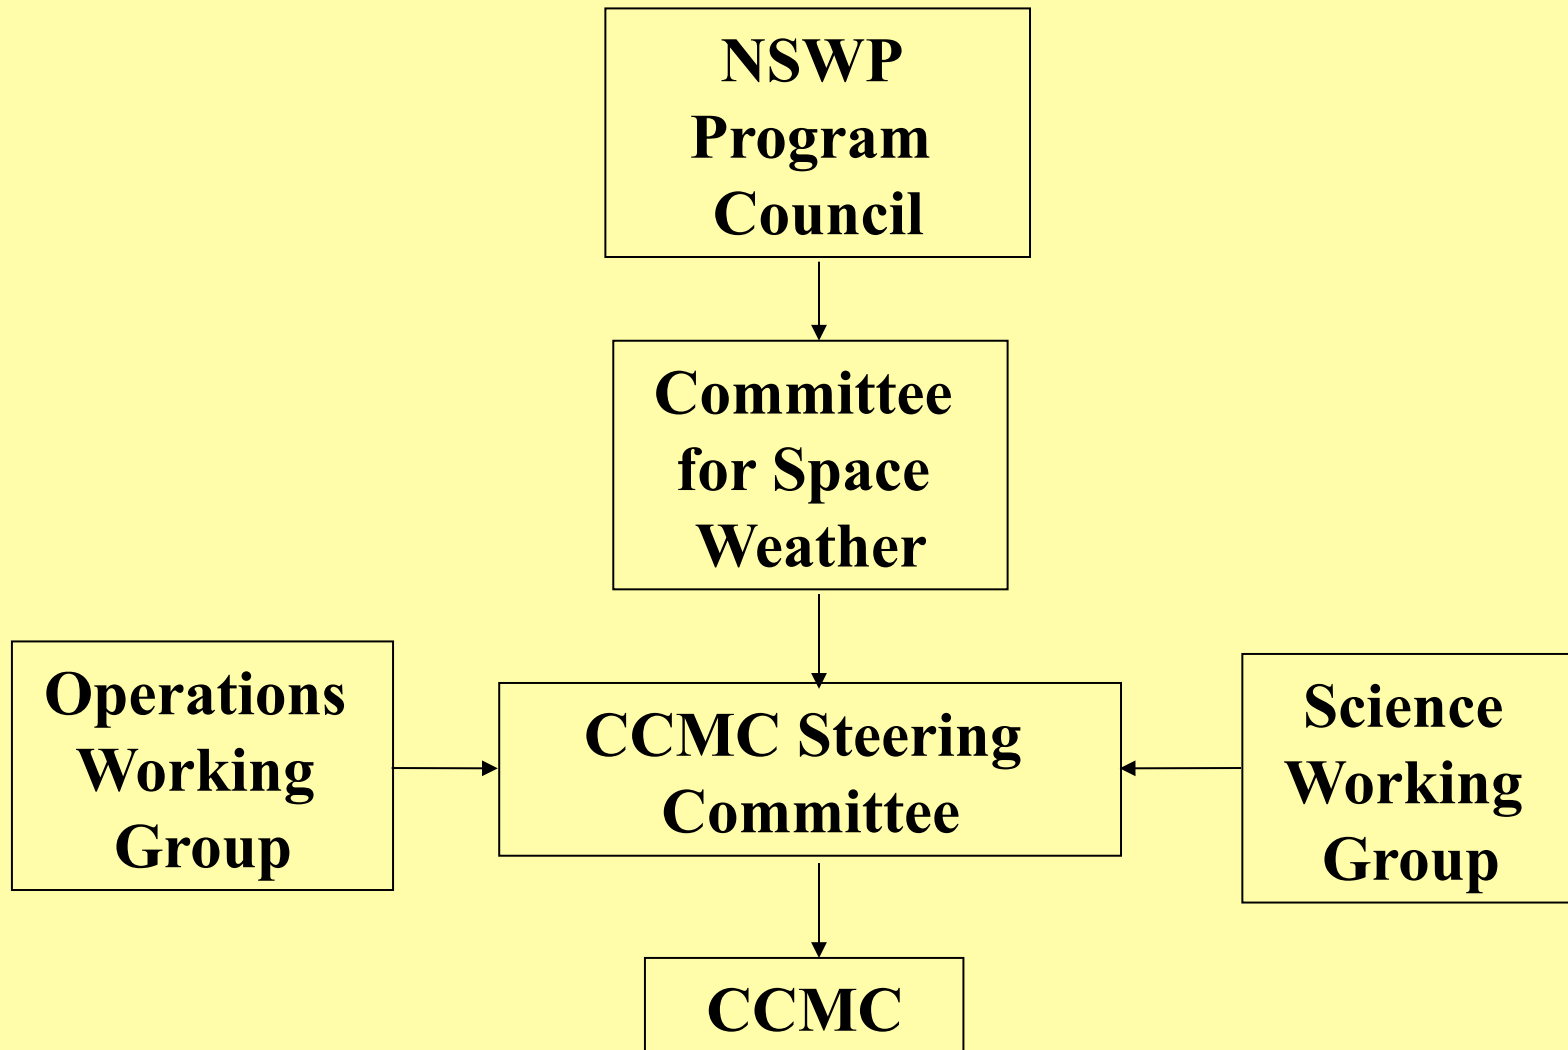 NSWP
Program
Council
Committee
for Space
Weather
Operations
Working
Group
CCMC Steering
Committee
Science
Working
Group
CCMC